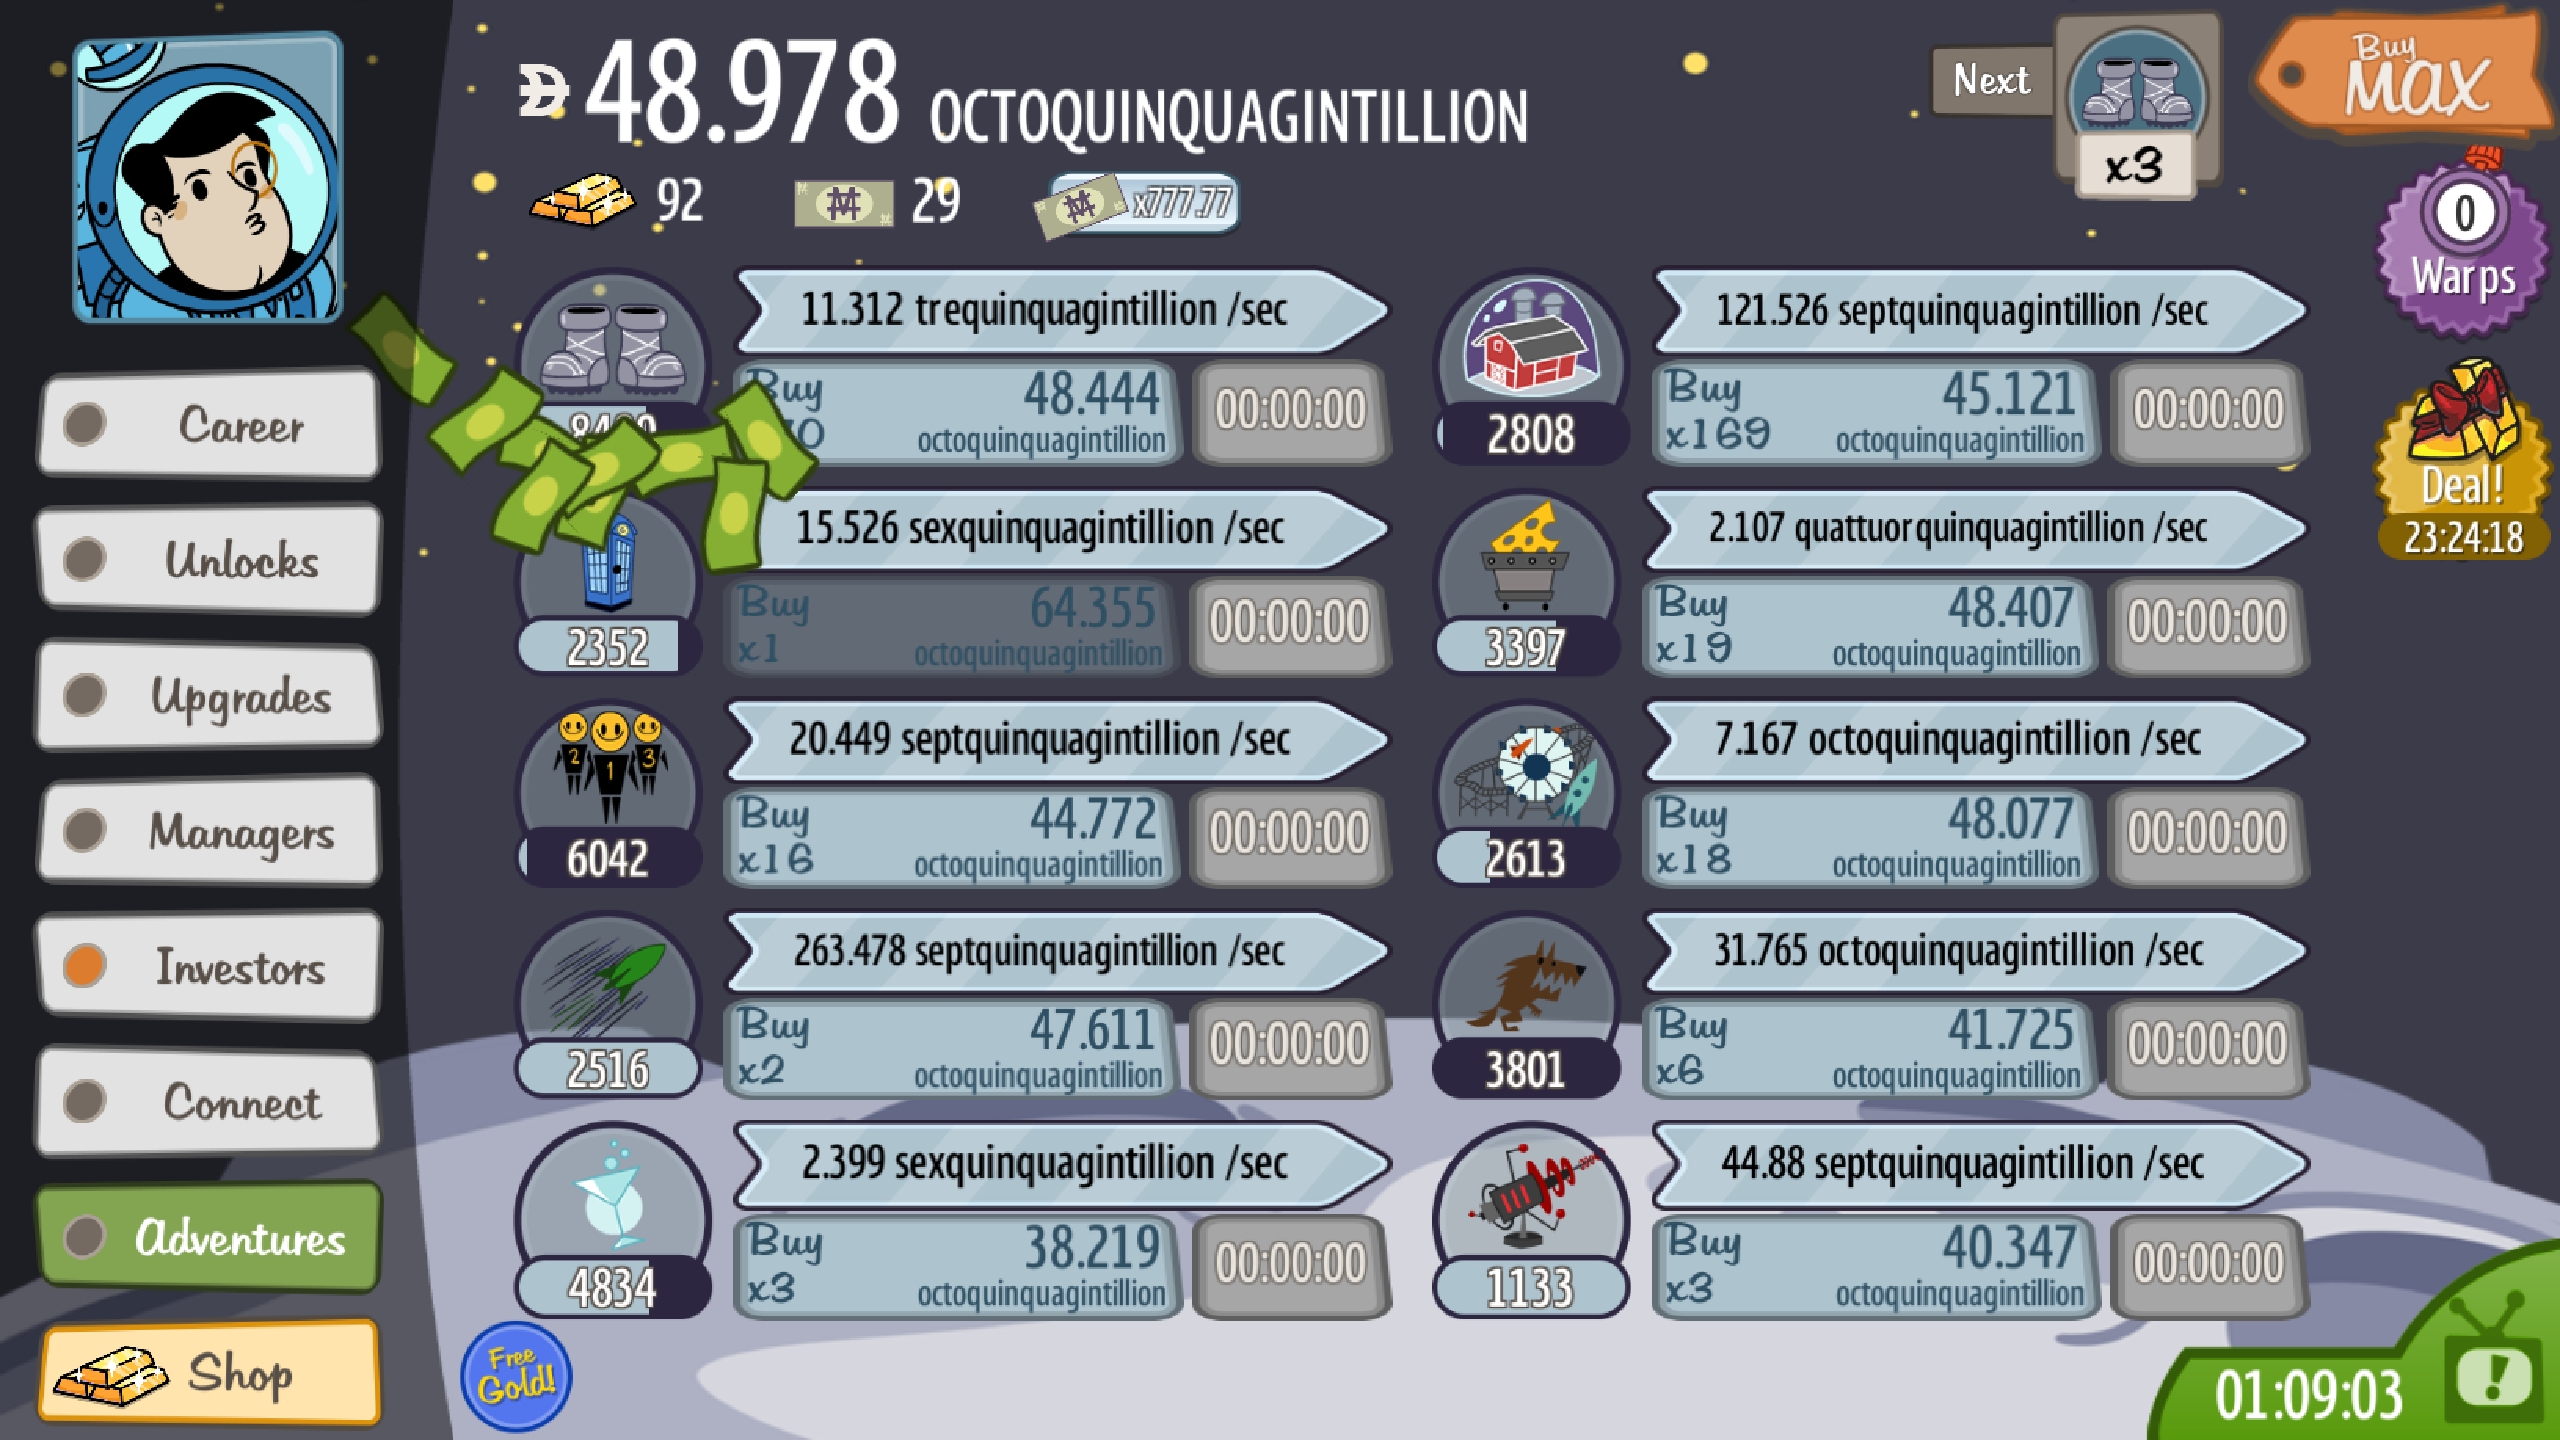 48.978 OCTOQUINQUAGINTILLION
92 29 x777.77
Next
x3
Buy MAX
0
Warps
Deal!
23:24:18
Career
Unlocks
Upgrades
Managers
Investors
Connect
Adventures
Shop
11.312 trequinquagintillion /sec
Buy 48.444
octoquinquagintillion
00:00:00
121.526 septquinquagintillion /sec
2808
Buy 45.121
x169 octoquinquagintillion
00:00:00
15.526 sexquinquagintillion /sec
2352
Buy 64.355
x1 octoquinquagintillion
00:00:00
2.107 quattuorquinquagintillion /sec
3397
Buy 48.407
x19 octoquinquagintillion
00:00:00
2 1 3
20.449 septquinquagintillion /sec
6042
Buy 44.772
x16 octoquinquagintillion
00:00:00
7.167 octoquinquagintillion /sec
2613
Buy 48.077
x18 octoquinquagintillion
00:00:00
263.478 septquinquagintillion /sec
2516
Buy 47.611
x2 octoquinquagintillion
00:00:00
31.765 octoquinquagintillion /sec
3801
Buy 41.725
x6 octoquinquagintillion
00:00:00
2.399 sexquinquagintillion /sec
4834
Buy 38.219
x3 octoquinquagintillion
00:00:00
44.88 septquinquagintillion /sec
1133
Buy 40.347
x3 octoquinquagintillion
00:00:00
Free
Gold!
01:09:03
!